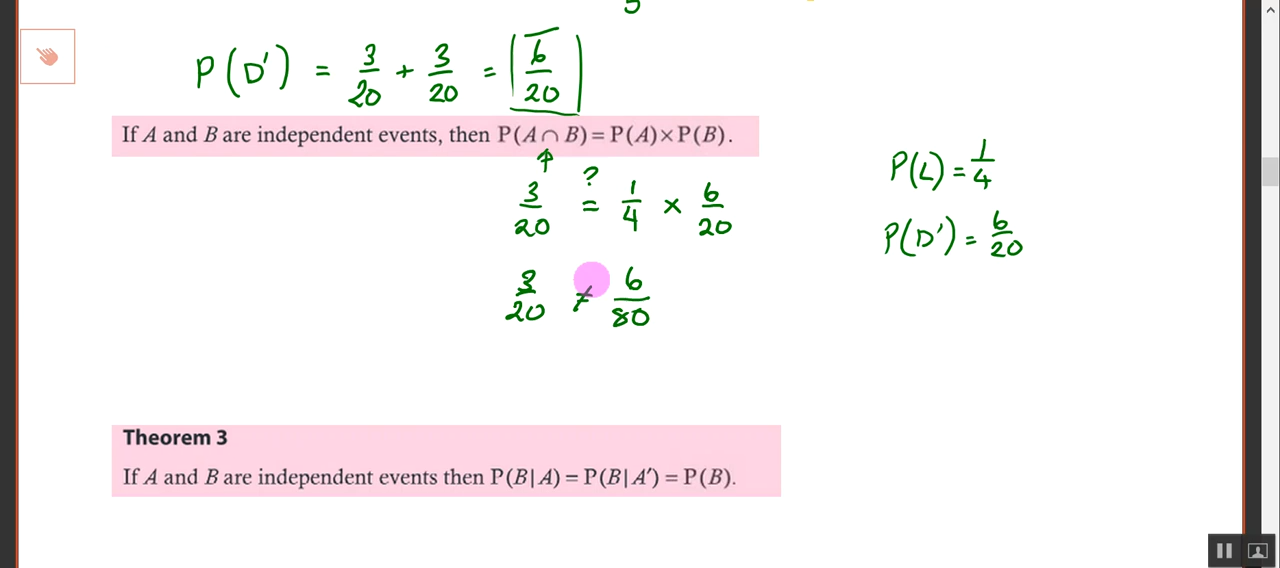 5
P(D') = 3/20 + 3/20 = 6/20
If A and B are independent events, then P(A ∩ B) = P(A) × P(B).
P(L) = 1/4
3/20 ?= 1/4 × 6/20
P(D') = 6/20
3/20 ≠ 6/80
Theorem 3
If A and B are independent events then P(B|A) = P(B|A′) = P(B).